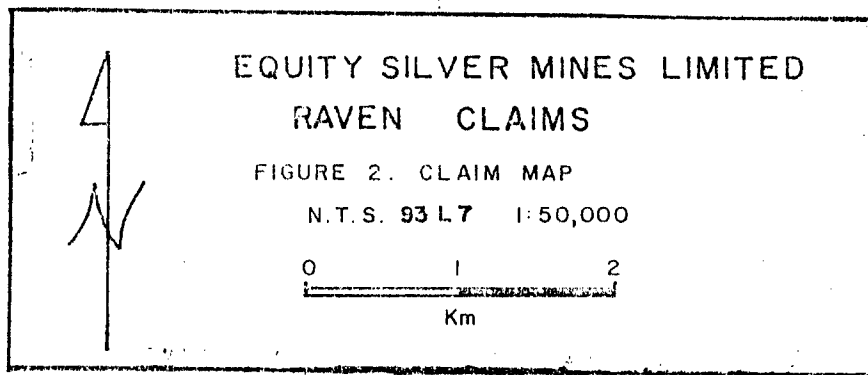 EQUITY SILVER MINES LIMITED
RAVEN CLAIMS
FIGURE 2. CLAIM MAP
N.T.S. 93 L 7 1:50,000
0 1 2
Km
N